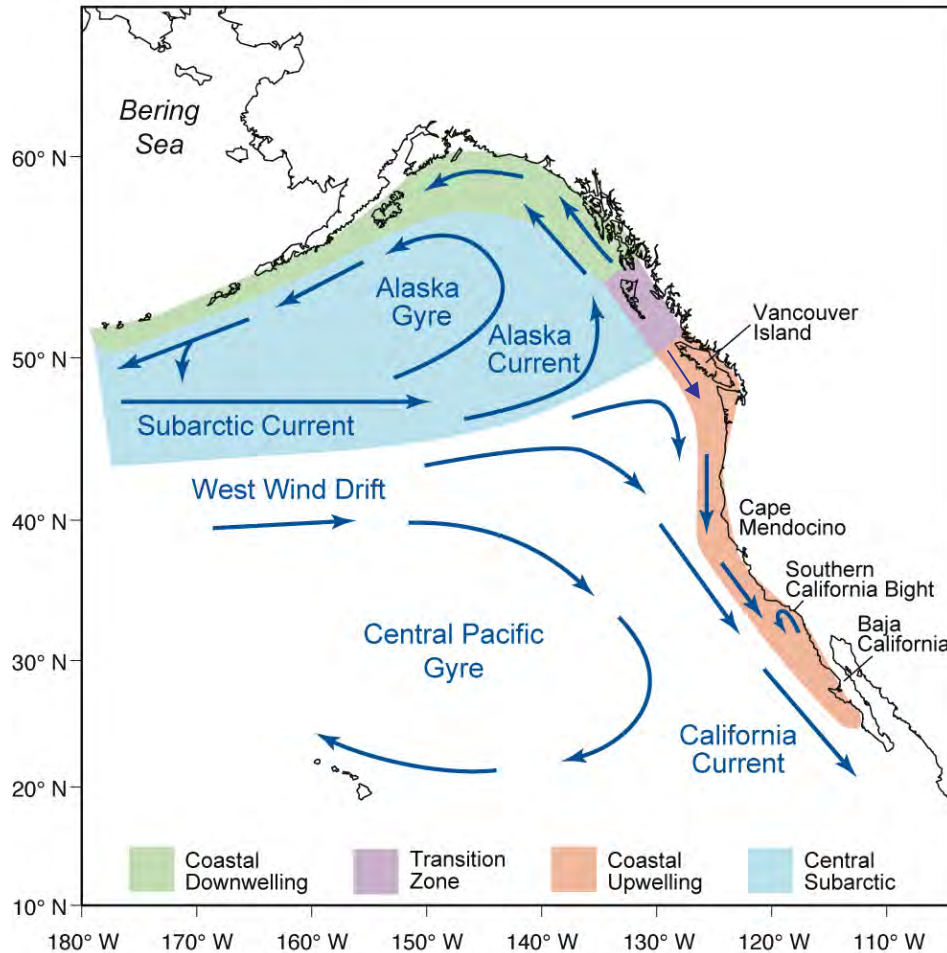 Bering
Sea
60° N
50° N
40° N
30° N
20° N
10° N
Alaska
Gyre
Alaska
Current
Vancouver
Island
Subarctic Current
West Wind Drift
Cape
Mendocino
Southern
California Bight
Baja
California
Central Pacific
Gyre
California
Current
Coastal
Downwelling
Transition
Zone
Coastal
Upwelling
Central
Subarctic
180° W
170° W
160° W
150° W
140° W
130° W
120° W
110° W